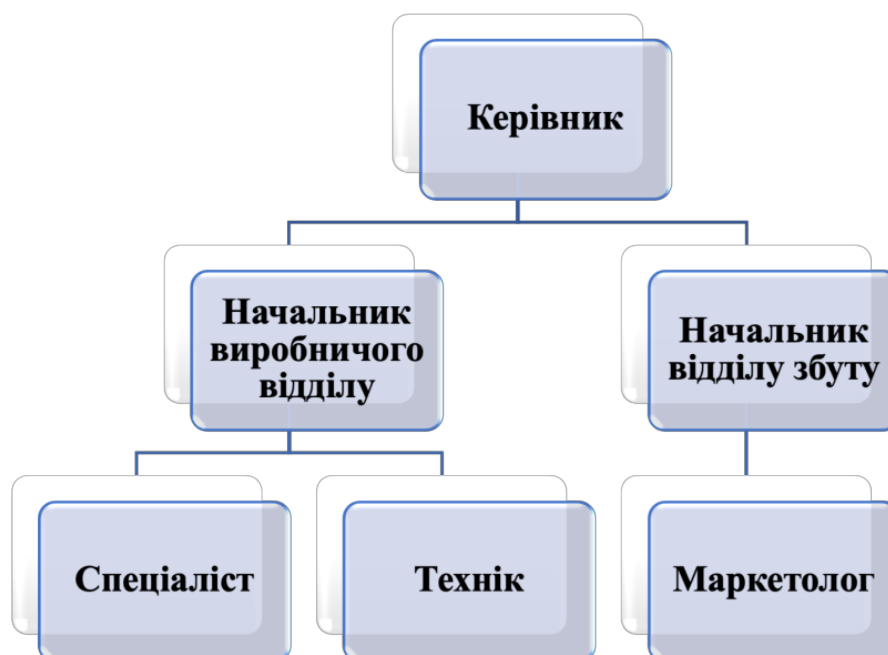 Керівник
Начальник
виробничого
відділу
Начальник
відділу збуту
Спеціаліст
Технік
Маркетолог